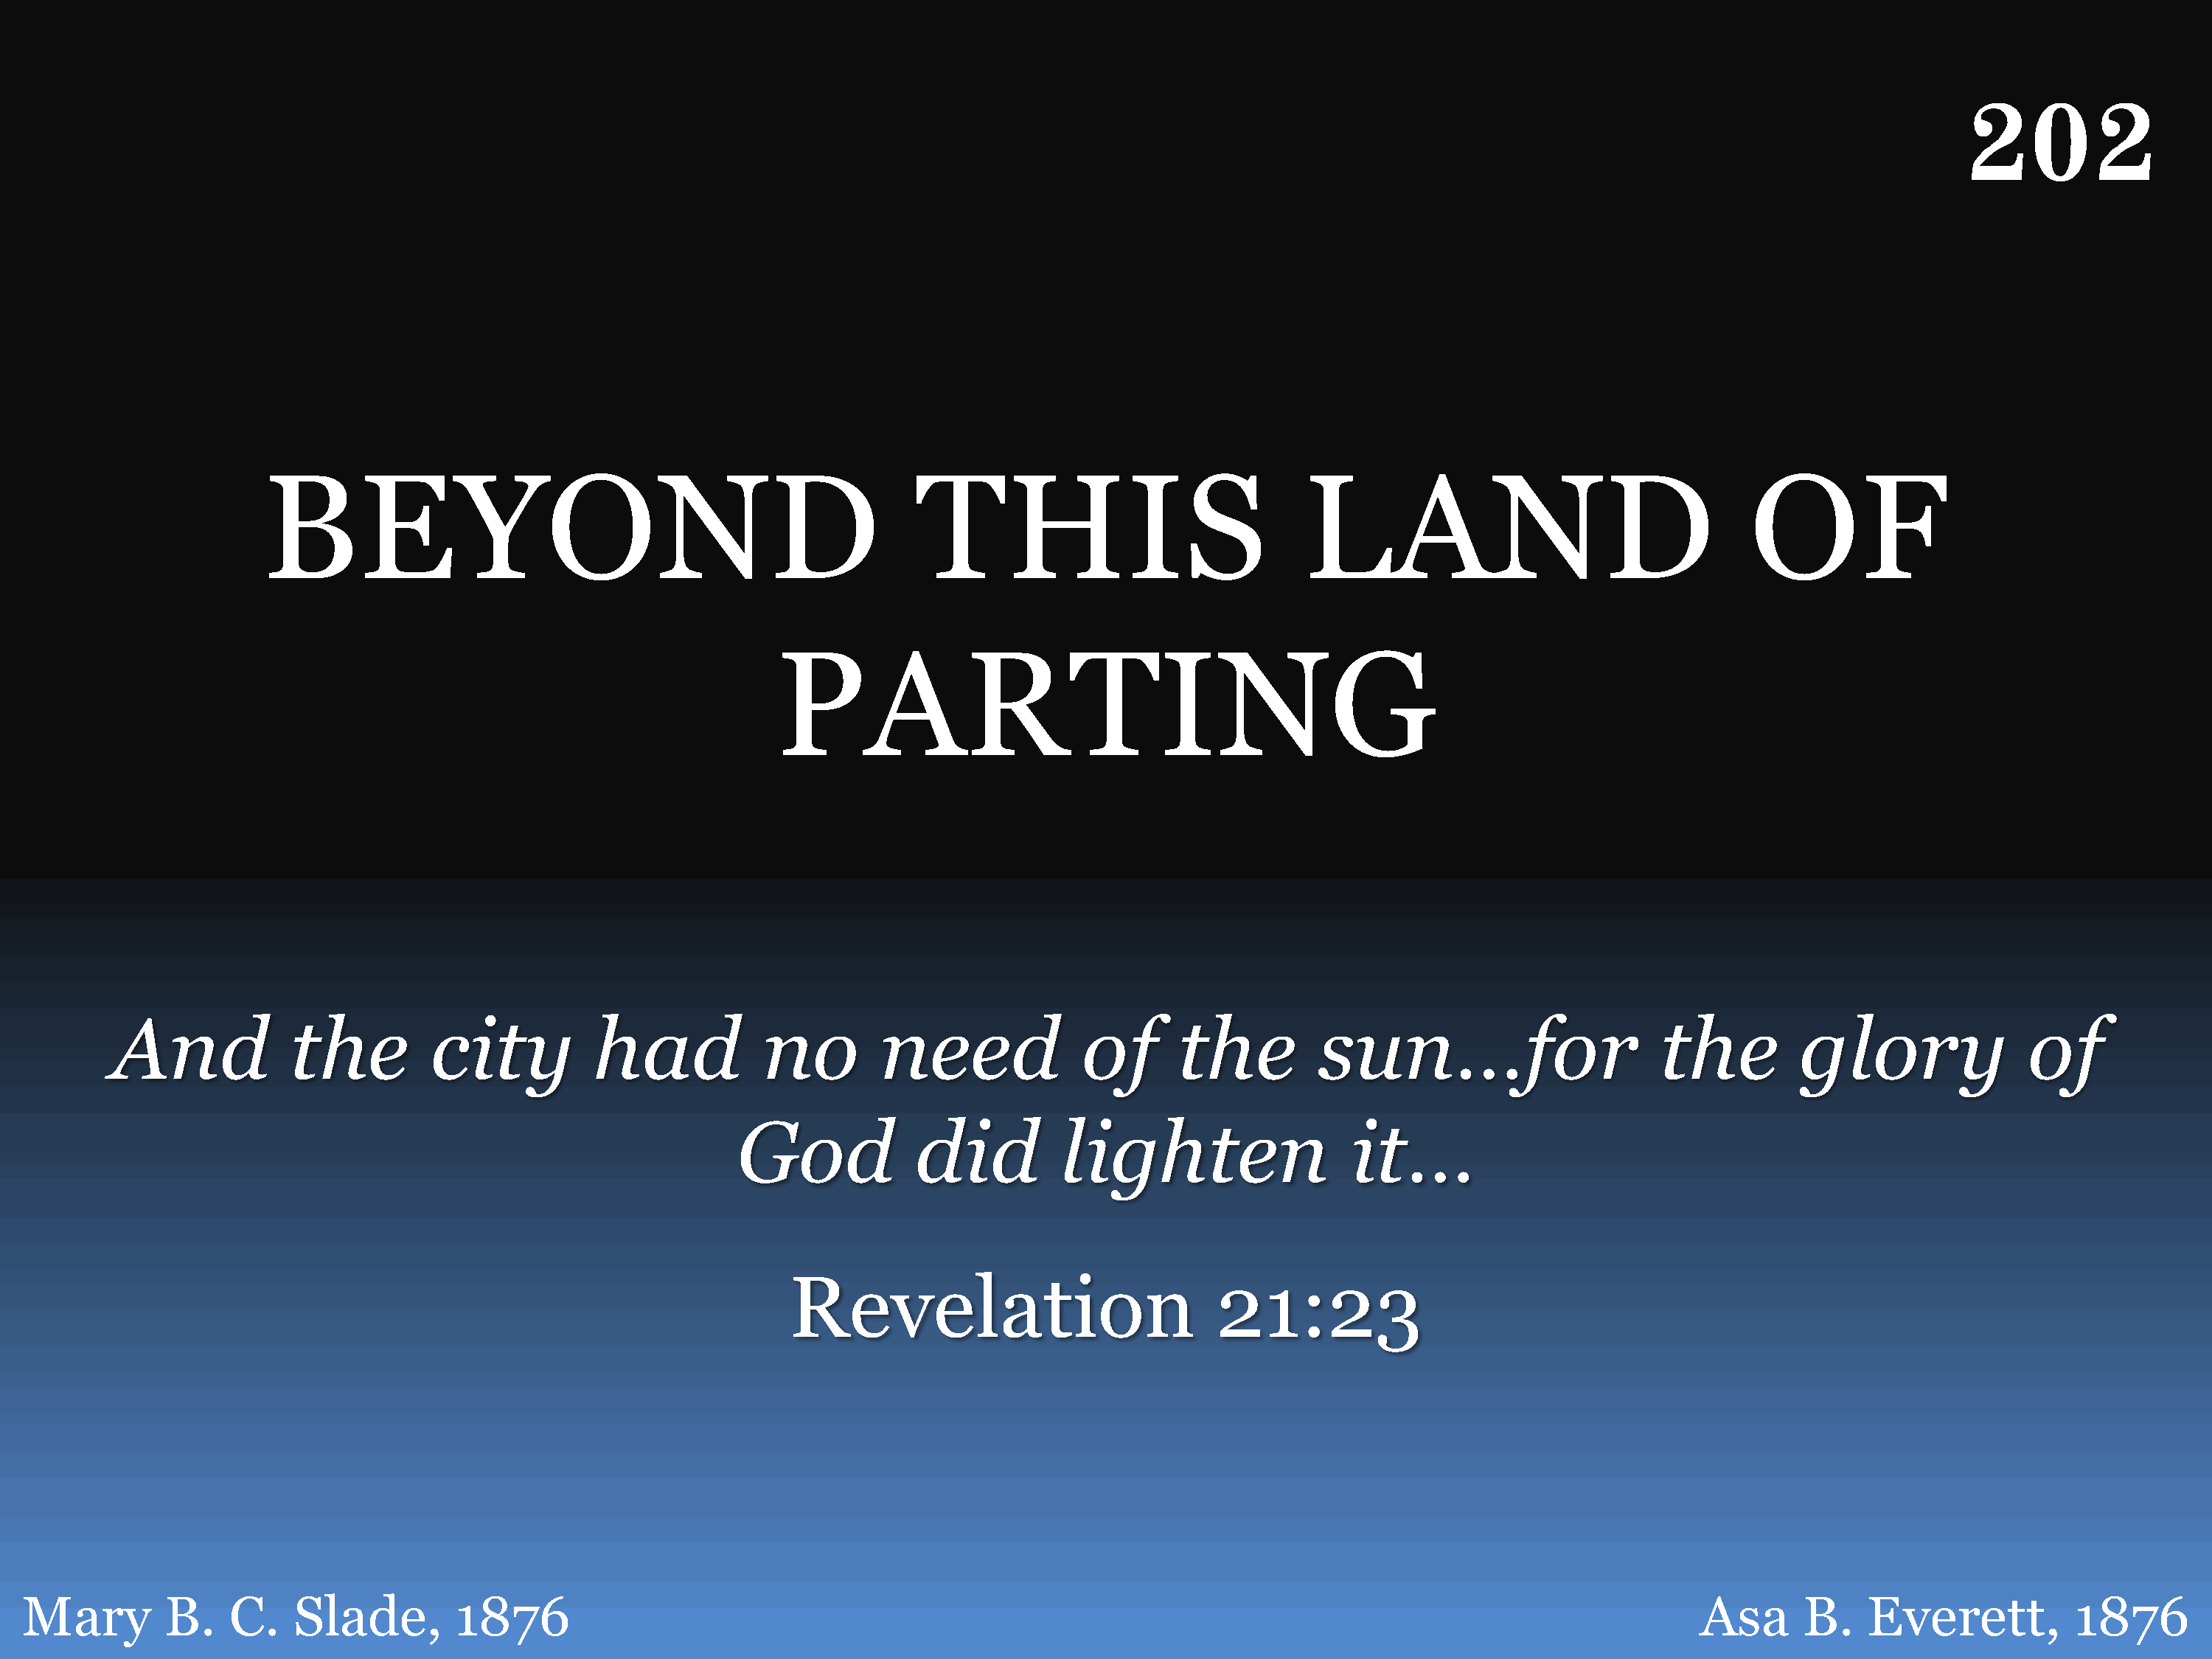 202
BEYOND THIS LAND OF
PARTING
And the city had no need of the sun…for the glory of
God did lighten it…
Revelation 21:23
Mary B. C. Slade, 1876
Asa B. Everett, 1876